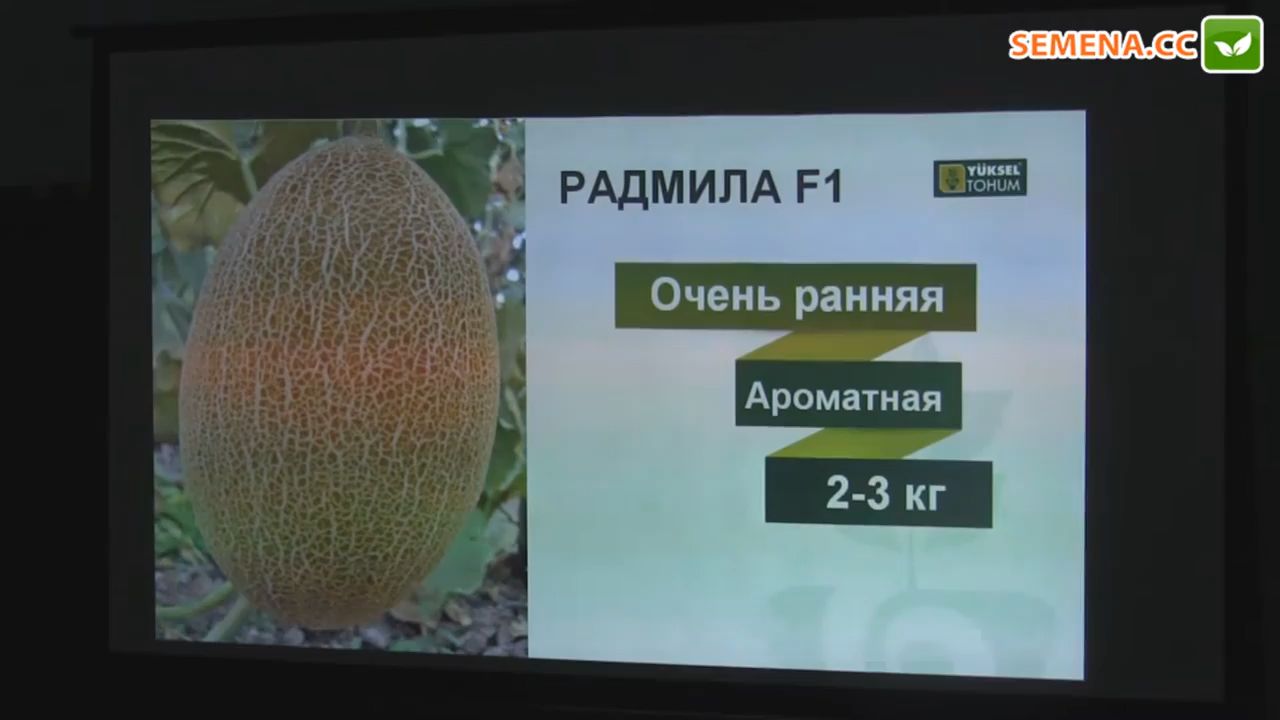 SEMENA.CC
РАДМИЛА F1
YÜKSEL
TOHUM
Очень ранняя
Ароматная
2-3 кг